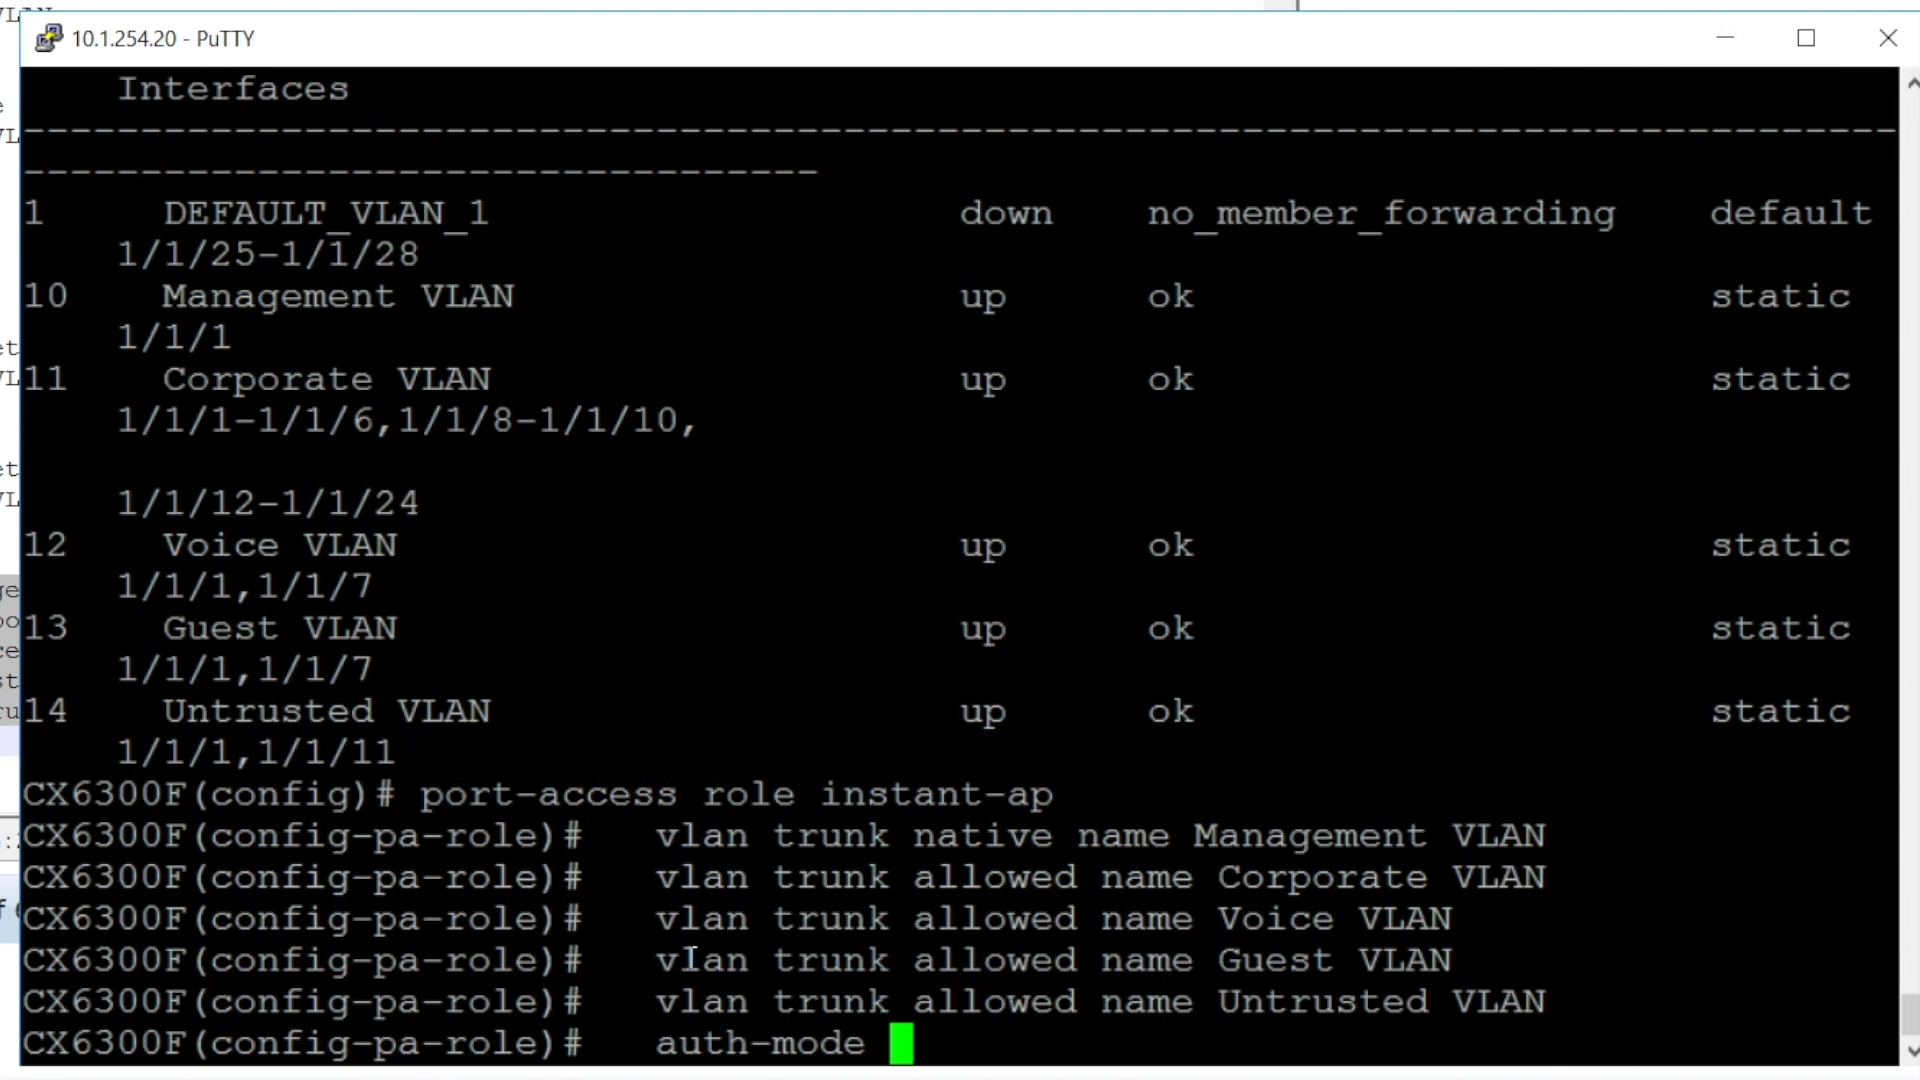 10.1.254.20 - PuTTY
Interfaces
--------------------------------------------------------------------------------
----------------------------------
1 DEFAULT_VLAN_1 down no_member_forwarding default
1/1/25-1/1/28
10 Management VLAN up ok static
1/1/1
11 Corporate VLAN up ok static
1/1/1-1/1/6,1/1/8-1/1/10,
1/1/12-1/1/24
12 Voice VLAN up ok static
1/1/1,1/1/7
13 Guest VLAN up ok static
1/1/1,1/1/7
14 Untrusted VLAN up ok static
1/1/1,1/1/11
CX6300F(config)# port-access role instant-ap
CX6300F(config-pa-role)# vlan trunk native name Management VLAN
CX6300F(config-pa-role)# vlan trunk allowed name Corporate VLAN
CX6300F(config-pa-role)# vlan trunk allowed name Voice VLAN
CX6300F(config-pa-role)# vlan trunk allowed name Guest VLAN
CX6300F(config-pa-role)# vlan trunk allowed name Untrusted VLAN
CX6300F(config-pa-role)# auth-mode